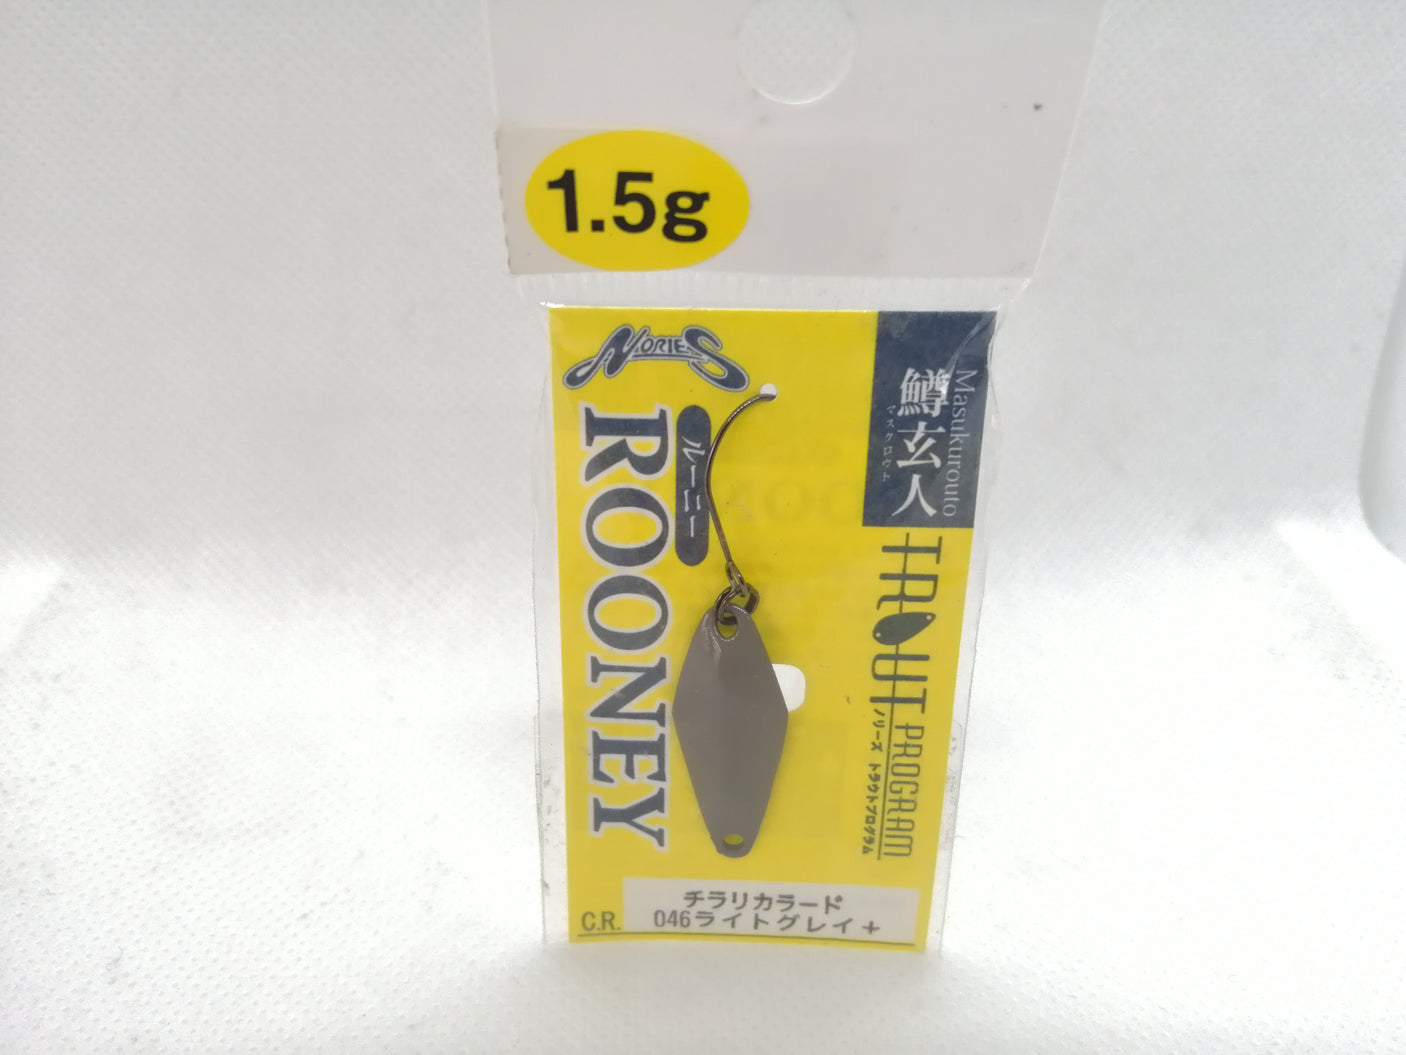 1.5g
NORIES
ROONEY
ルーニー
Masukurouto
鱒玄人
マスクロウト
TROUT PROGRAM
ノリーズ トラウトプログラム
C.R.
チラリカラード
046ライトグレイ+